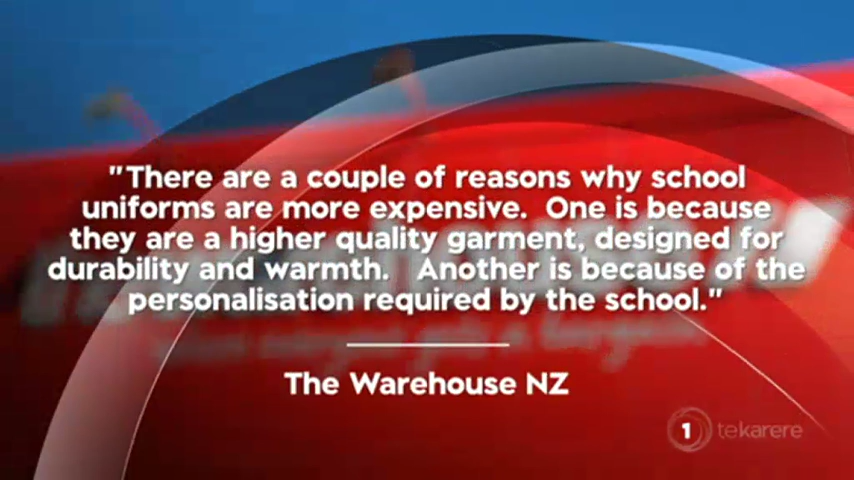 "There are a couple of reasons why school
uniforms are more expensive.  One is because
they are a higher quality garment, designed for
durability and warmth.   Another is because of the
personalisation required by the school."
The Warehouse NZ
1 tekarere